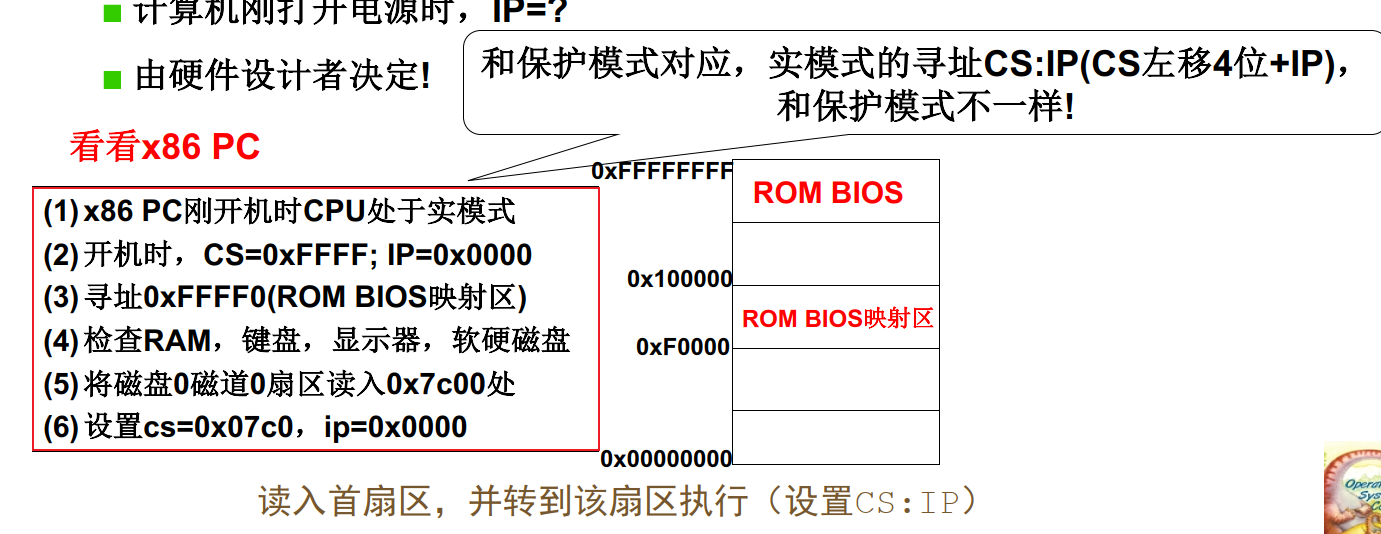 计算机刚打开电源时，IP=?
由硬件设计者决定!
和保护模式对应，实模式的寻址CS:IP(CS左移4位+IP)，
和保护模式不一样!
看看x86 PC
(1) x86 PC刚开机时CPU处于实模式
(2) 开机时，CS=0xFFFF; IP=0x0000
(3) 寻址0xFFFF0(ROM BIOS映射区)
(4) 检查RAM，键盘，显示器，软硬磁盘
(5) 将磁盘0磁道0扇区读入0x7c00处
(6) 设置cs=0x07c0，ip=0x0000
0xFFFFFFFF
ROM BIOS
0x100000
ROM BIOS映射区
0xF0000
0x00000000
读入首扇区，并转到该扇区执行（设置CS:IP）